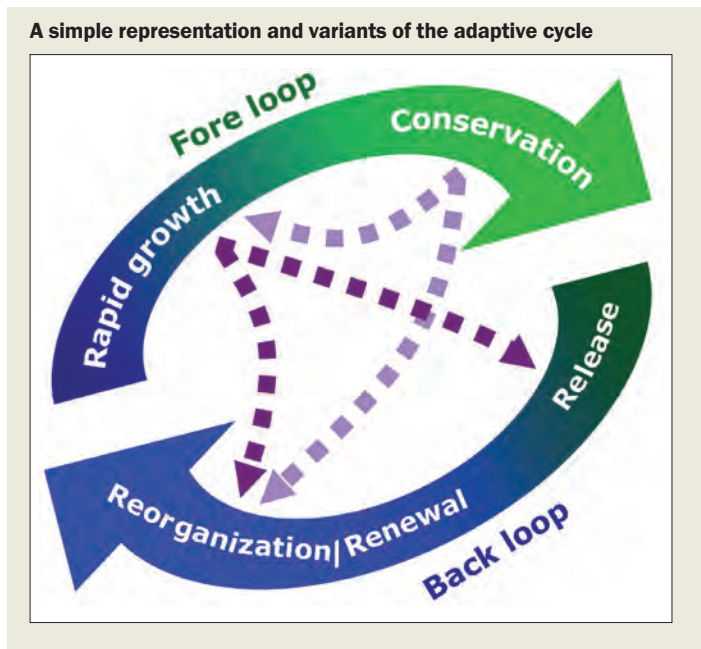 A simple representation and variants of the adaptive cycle
Fore loop
Conservation
Rapid growth
Release
Reorganization/Renewal
Back loop